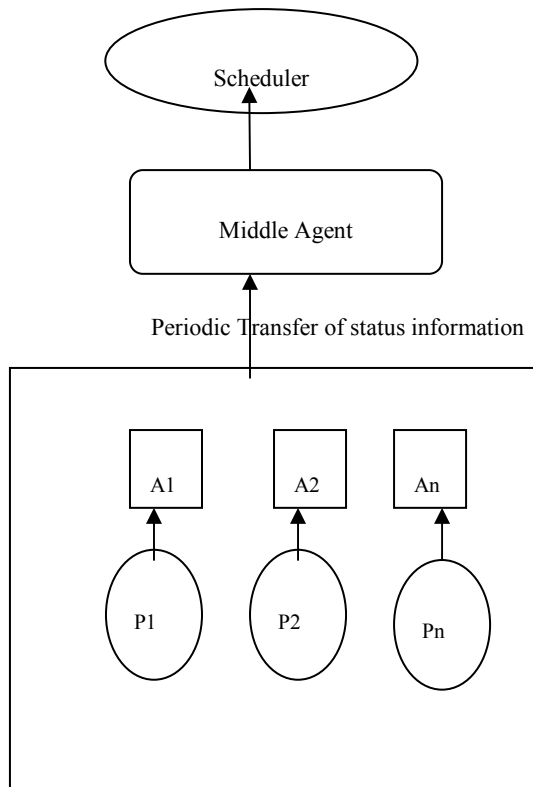 Scheduler
Middle Agent
Periodic Transfer of status information
A1 A2 An
P1 P2 Pn